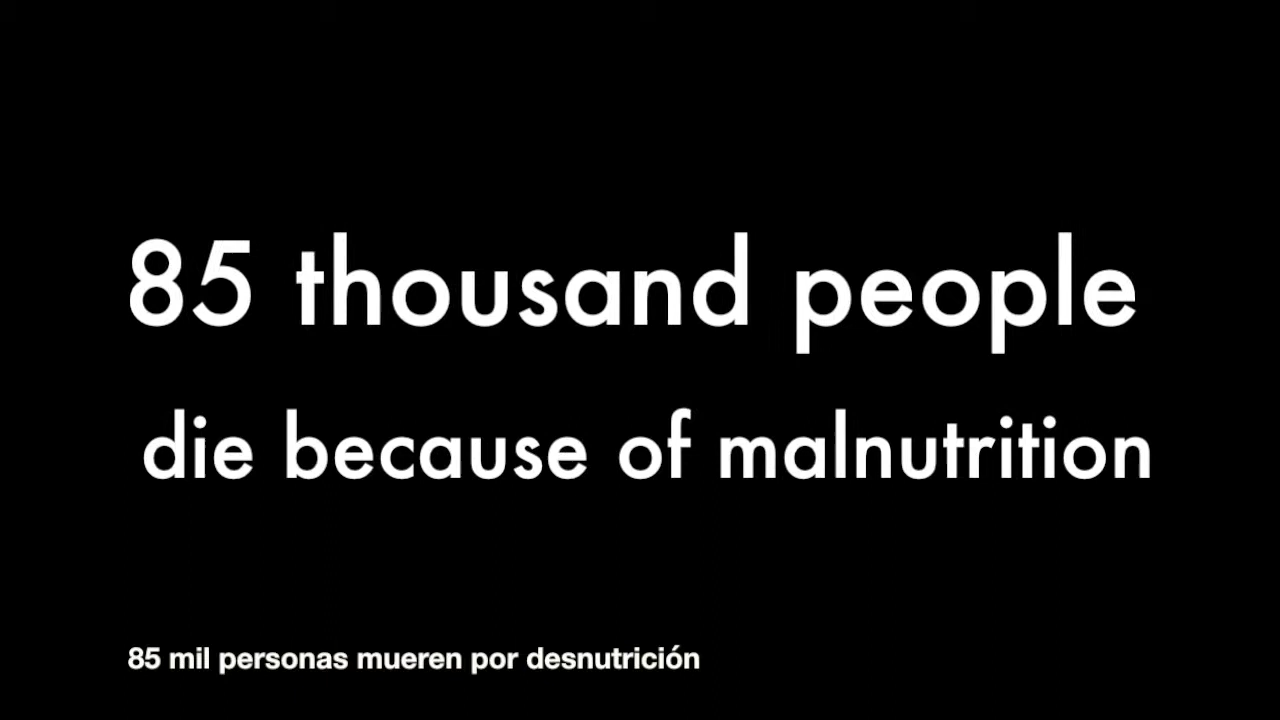 85 thousand people
die because of malnutrition
85 mil personas mueren por desnutrición